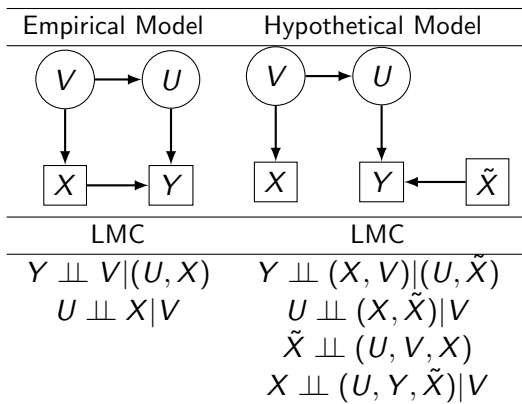 Empirical Model Hypothetical Model
V U V U
X Y X Y X̃
LMC LMC
Y ⫫ V|(U, X) Y ⫫ (X, V)|(U, X̃)
U ⫫ X|V U ⫫ (X, X̃)|V
X̃ ⫫ (U, V, X)
X ⫫ (U, Y, X̃)|V